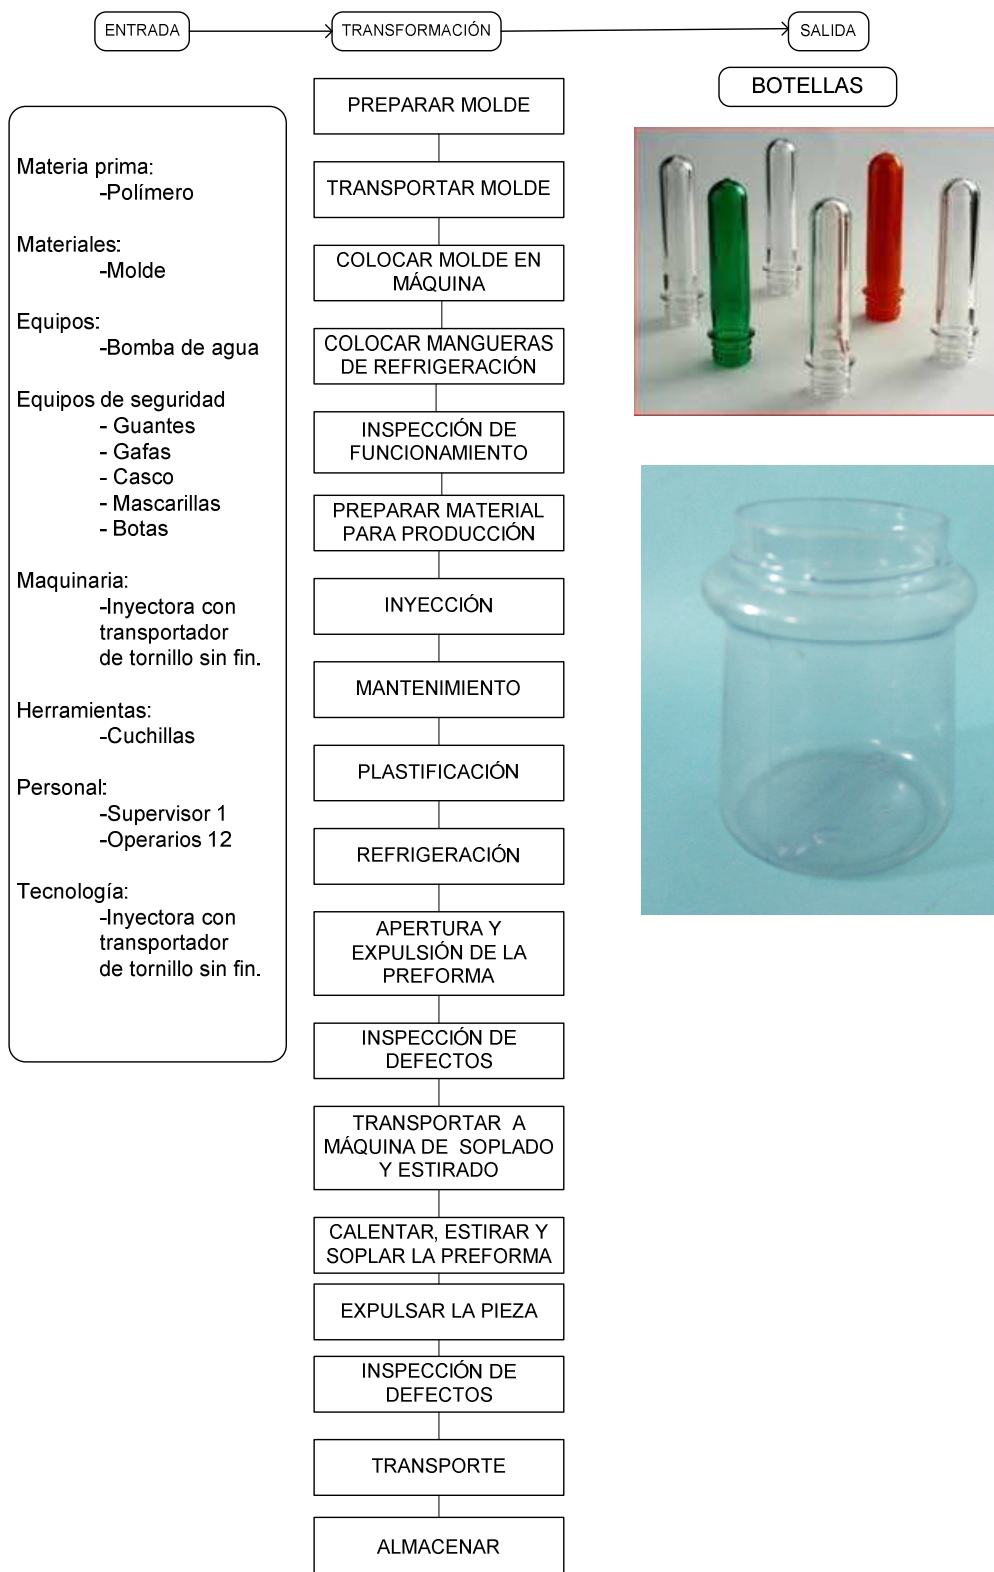 ENTRADA
TRANSFORMACIÓN
SALIDA
Materia prima:
-Polímero
Materiales:
-Molde
Equipos:
-Bomba de agua
Equipos de seguridad
- Guantes
- Gafas
- Casco
- Mascarillas
- Botas
Maquinaria:
-Inyectora con
transportador
de tornillo sin fin.
Herramientas:
-Cuchillas
Personal:
-Supervisor 1
-Operarios 12
Tecnología:
-Inyectora con
transportador
de tornillo sin fin.
PREPARAR MOLDE
TRANSPORTAR MOLDE
COLOCAR MOLDE EN
MÁQUINA
COLOCAR MANGUERAS
DE REFRIGERACIÓN
INSPECCIÓN DE
FUNCIONAMIENTO
PREPARAR MATERIAL
PARA PRODUCCIÓN
INYECCIÓN
MANTENIMIENTO
PLASTIFICACIÓN
REFRIGERACIÓN
APERTURA Y
EXPULSIÓN DE LA
PREFORMA
INSPECCIÓN DE
DEFECTOS
TRANSPORTAR A
MÁQUINA DE SOPLADO
Y ESTIRADO
CALENTAR, ESTIRAR Y
SOPLAR LA PREFORMA
EXPULSAR LA PIEZA
INSPECCIÓN DE
DEFECTOS
TRANSPORTE
ALMACENAR
BOTELLAS